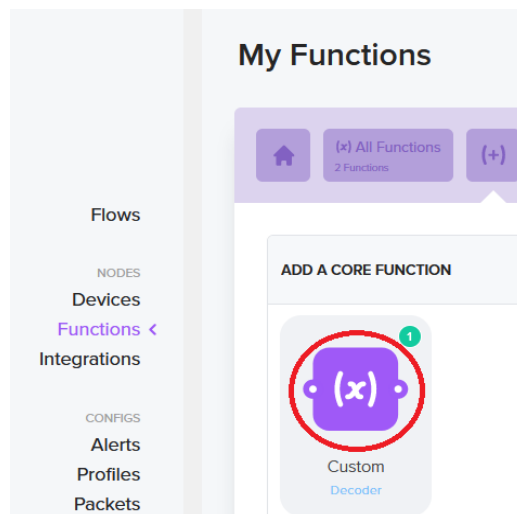 My Functions
(x) All Functions
2 Functions
(+)
Flows
NODES
Devices
Functions <
Integrations
CONFIGS
Alerts
Profiles
Packets
ADD A CORE FUNCTION
1
(x)
Custom
Decoder